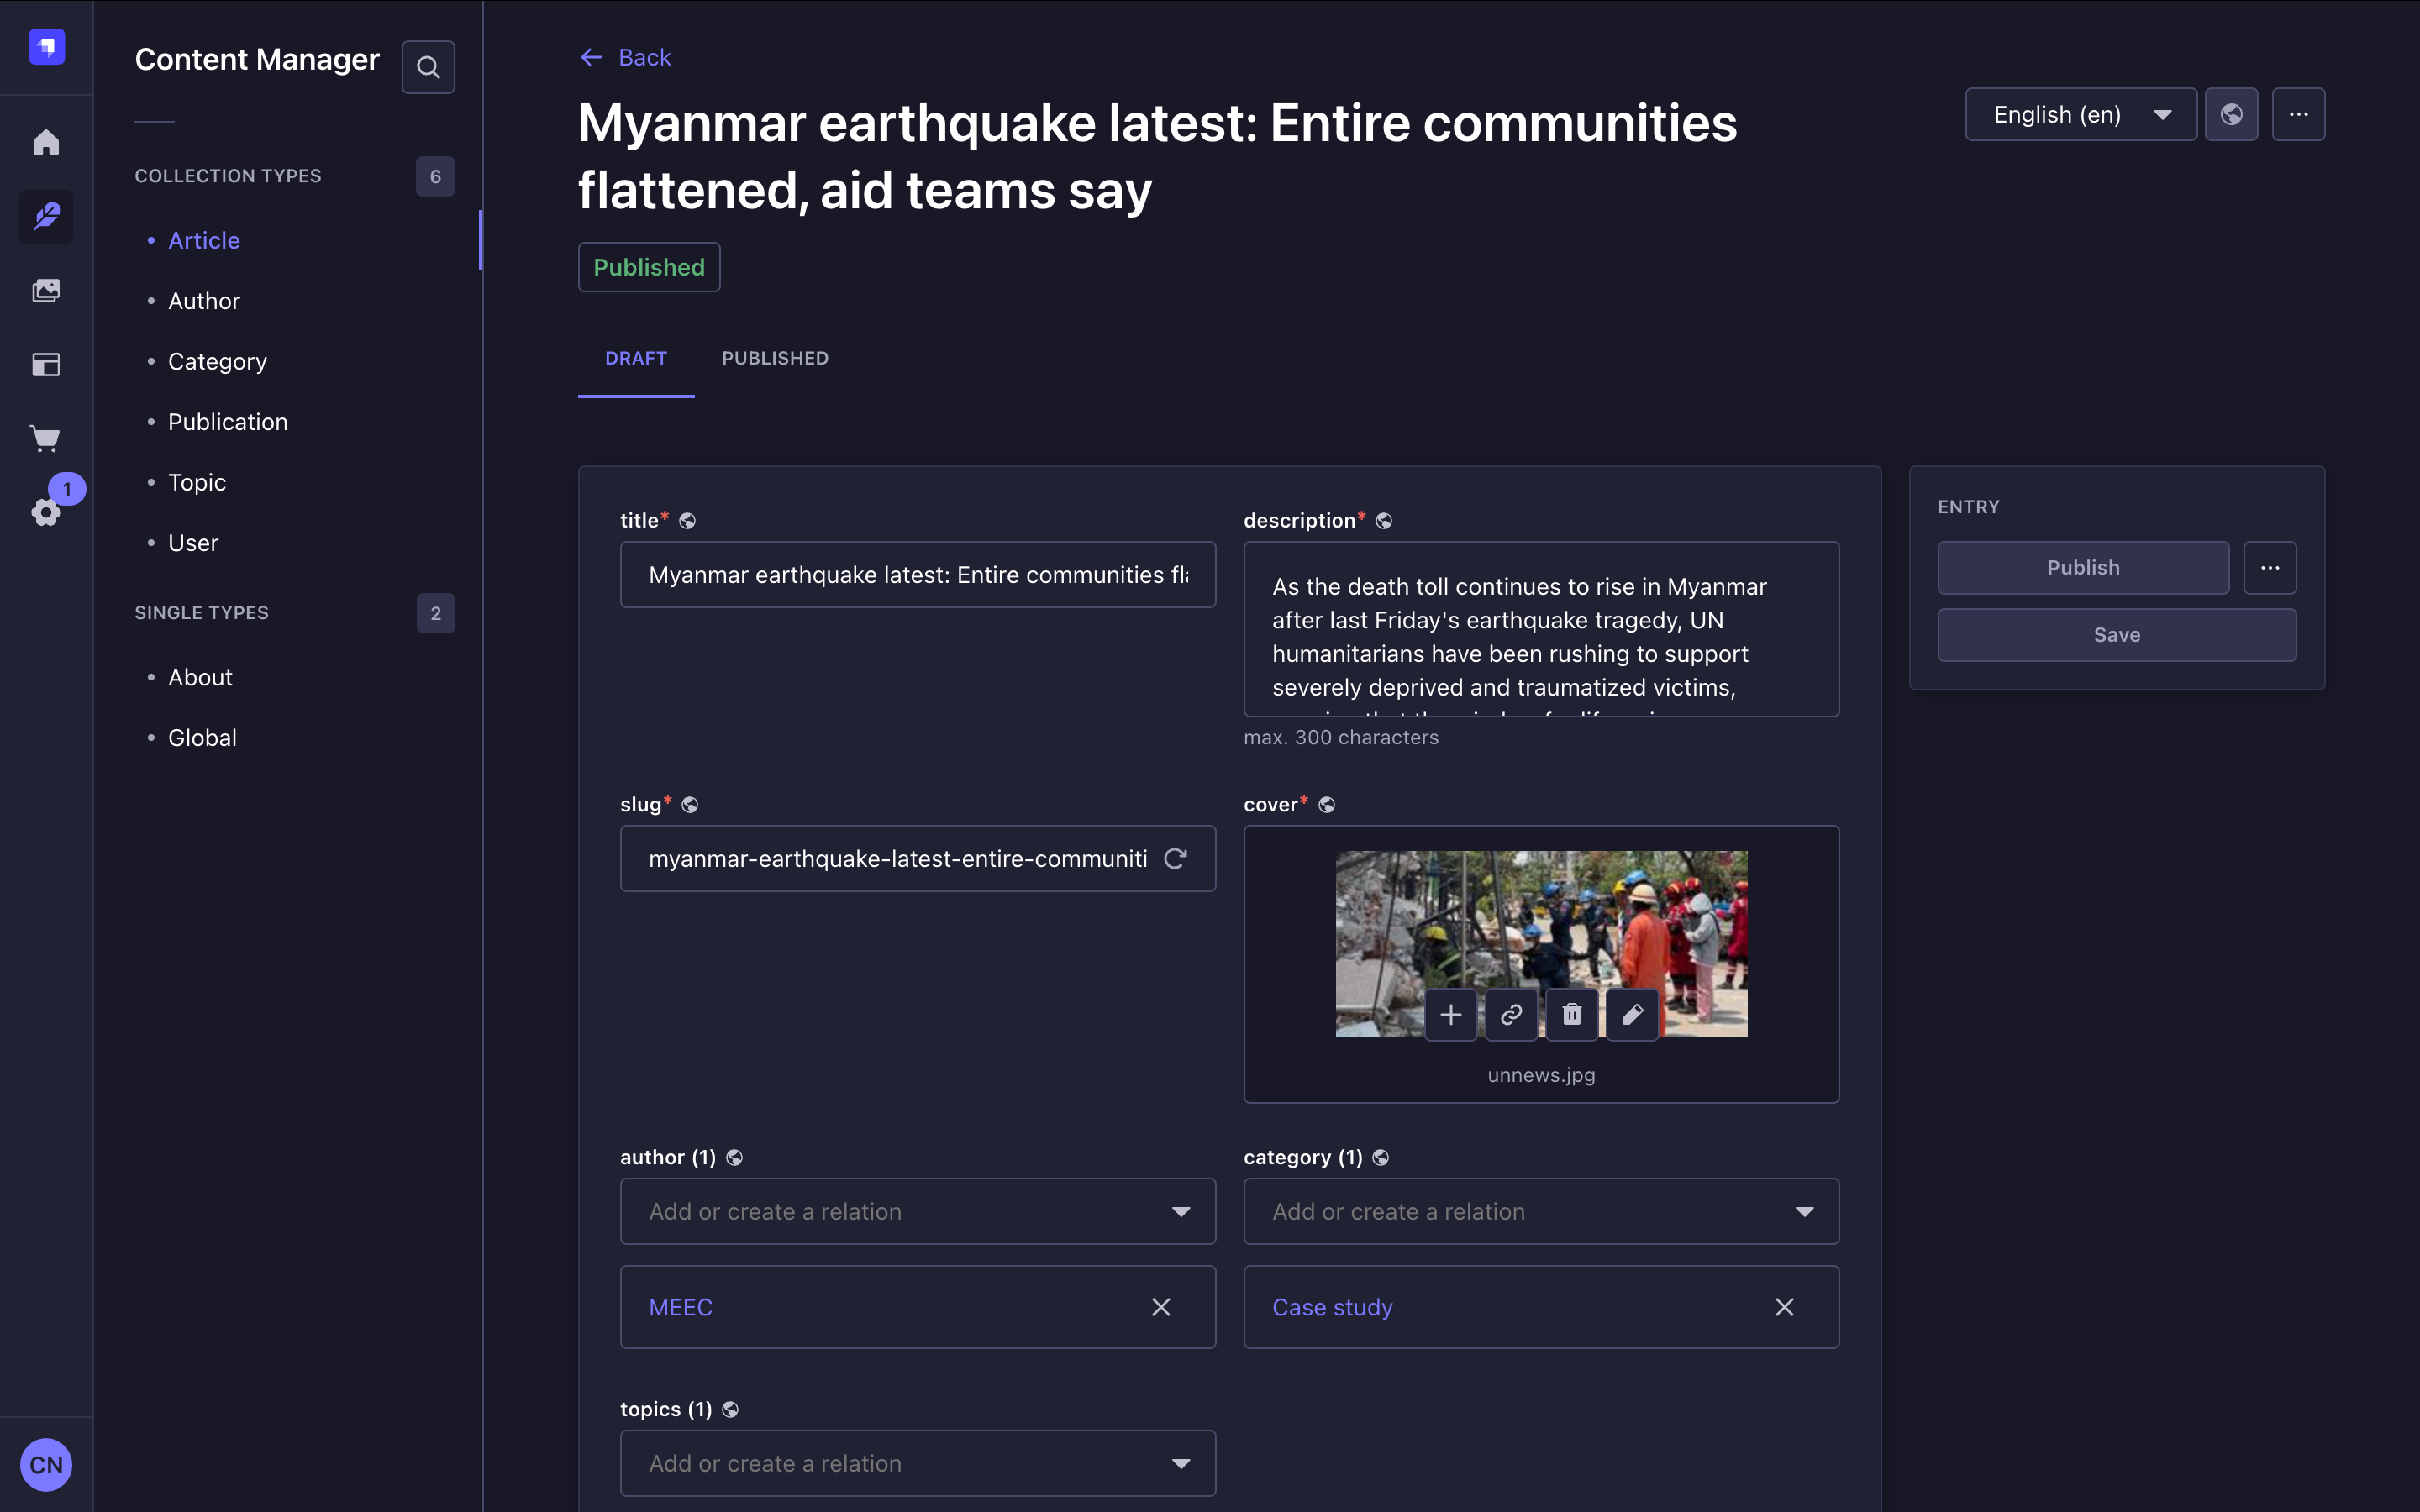 Content Manager
COLLECTION TYPES
6
Article
Author
Category
Publication
Topic
User
SINGLE TYPES
2
About
Global
1
CN
Back
Myanmar earthquake latest: Entire communities
flattened, aid teams say
Published
English (en)
DRAFT
PUBLISHED
title*
Myanmar earthquake latest: Entire communities fl
description*
As the death toll continues to rise in Myanmar
after last Friday's earthquake tragedy, UN
humanitarians have been rushing to support
severely deprived and traumatized victims,
max. 300 characters
slug*
myanmar-earthquake-latest-entire-communiti
cover*
unnews.jpg
author (1)
Add or create a relation
MEEC
category (1)
Add or create a relation
Case study
topics (1)
Add or create a relation
ENTRY
Publish
Save